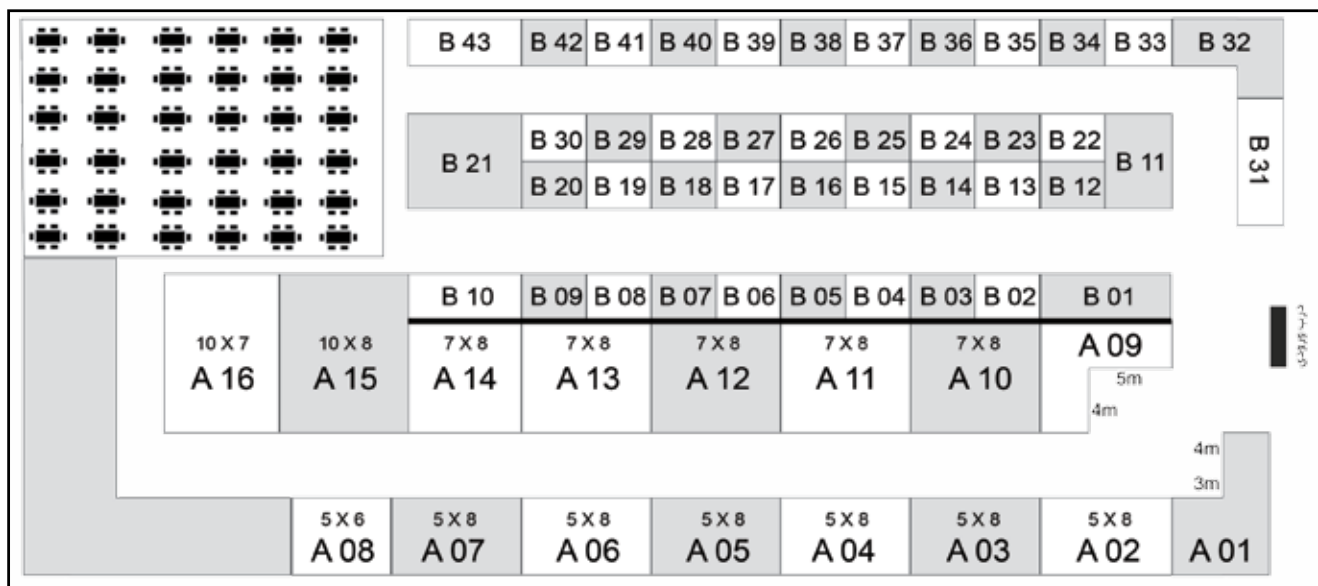 B 43 B 42 B 41 B 40 B 39 B 38 B 37 B 36 B 35 B 34 B 33 B 32
B 30 B 29 B 28 B 27 B 26 B 25 B 24 B 23 B 22
B 21 B 11
B 20 B 19 B 18 B 17 B 16 B 15 B 14 B 13 B 12
B 31
B 10 B 09 B 08 B 07 B 06 B 05 B 04 B 03 B 02 B 01
درب ورودی
10 X 7 10 X 8 7 X 8 7 X 8 7 X 8 7 X 8 7 X 8
A 16 A 15 A 14 A 13 A 12 A 11 A 10 A 09
5m
4m
4m
3m
5 X 6 5 X 8 5 X 8 5 X 8 5 X 8 5 X 8 5 X 8
A 08 A 07 A 06 A 05 A 04 A 03 A 02 A 01